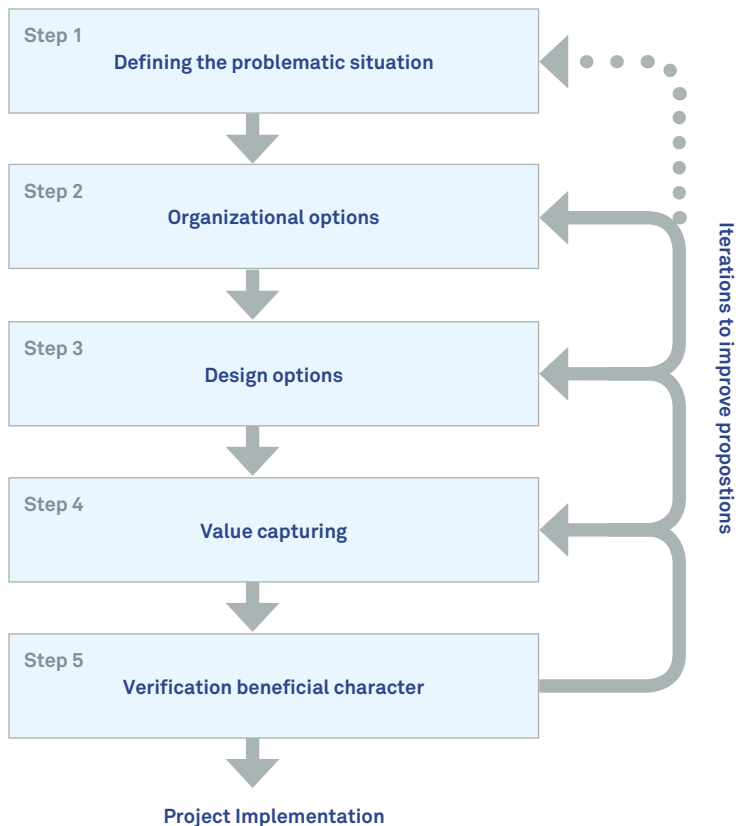 Step 1
Defining the problematic situation
Step 2
Organizational options
Step 3
Design options
Step 4
Value capturing
Step 5
Verification beneficial character
Project Implementation
Iterations to improve propostions